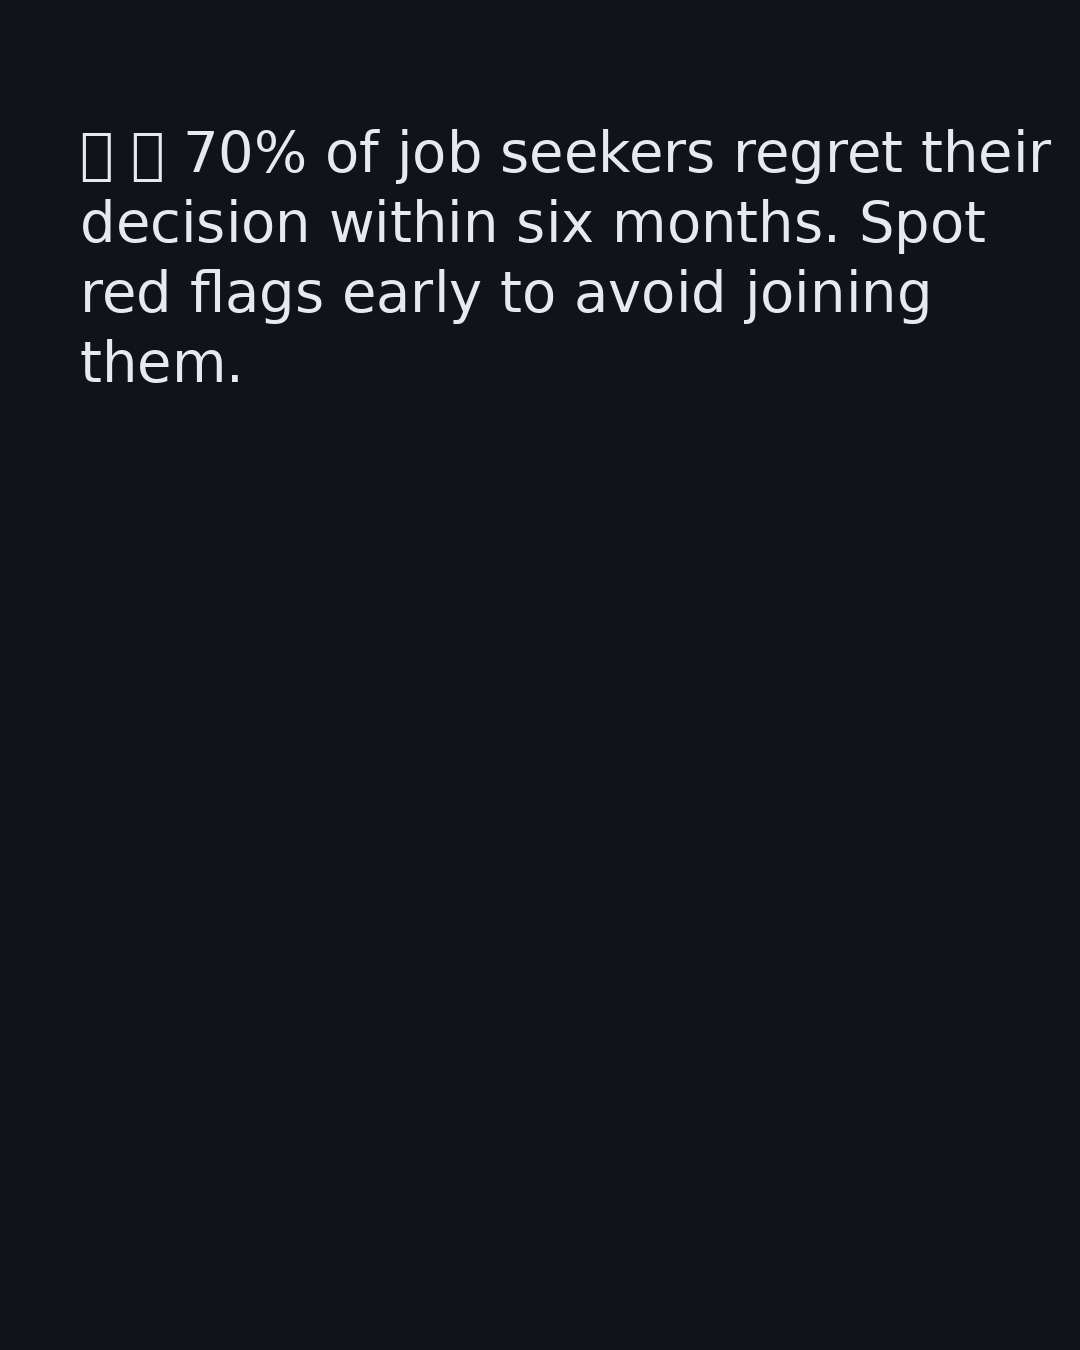 70% of job seekers regret their
decision within six months. Spot
red flags early to avoid joining
them.